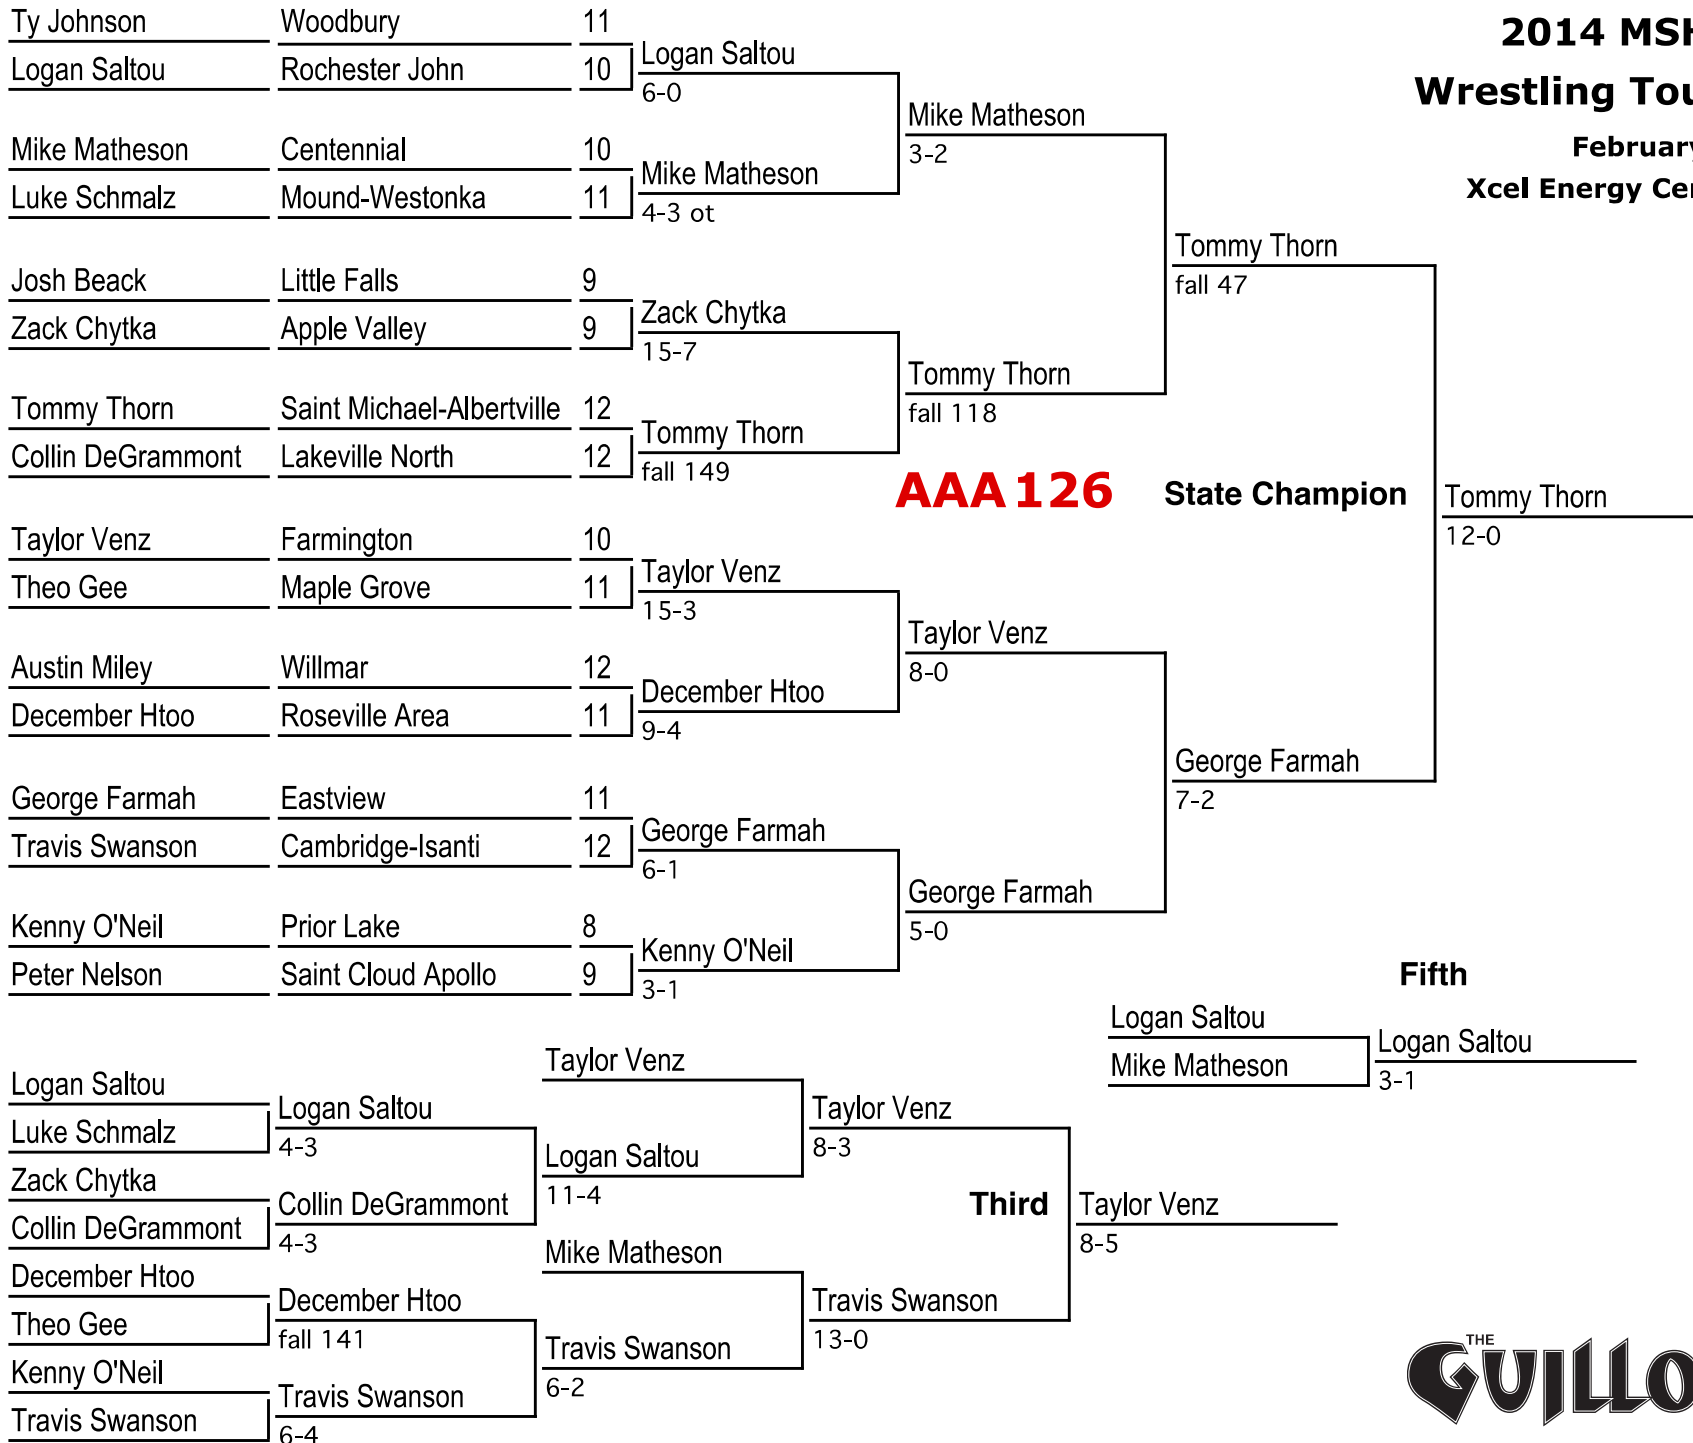 2014 MSH
Wrestling Tou
February
Xcel Energy Cen
Ty Johnson Woodbury 11
Logan Saltou Rochester John 10
Logan Saltou
6-0
Mike Matheson Centennial 10
Luke Schmalz Mound-Westonka 11
Mike Matheson
4-3 ot
Mike Matheson
3-2
Josh Beack Little Falls 9
Zack Chytka Apple Valley 9
Zack Chytka
15-7
Tommy Thorn Saint Michael-Albertville 12
Collin DeGrammont Lakeville North 12
Tommy Thorn
fall 149
Tommy Thorn
fall 118
Tommy Thorn
fall 47
AAA 126
State Champion
Tommy Thorn
12-0
Taylor Venz Farmington 10
Theo Gee Maple Grove 11
Taylor Venz
15-3
Austin Miley Willmar 12
December Htoo Roseville Area 11
December Htoo
9-4
Taylor Venz
8-0
George Farmah Eastview 11
Travis Swanson Cambridge-Isanti 12
George Farmah
6-1
Kenny O'Neil Prior Lake 8
Peter Nelson Saint Cloud Apollo 9
Kenny O'Neil
3-1
George Farmah
5-0
George Farmah
7-2
Fifth
Logan Saltou
Mike Matheson
Logan Saltou
3-1
Logan Saltou
Luke Schmalz
Logan Saltou
4-3
Zack Chytka
Collin DeGrammont
Collin DeGrammont
4-3
December Htoo
Theo Gee
December Htoo
fall 141
Kenny O'Neil
Travis Swanson
Travis Swanson
6-4
Taylor Venz
Logan Saltou
11-4
Mike Matheson
Travis Swanson
6-2
Taylor Venz
8-3
Travis Swanson
13-0
Third
Taylor Venz
8-5
THE
GUILLO